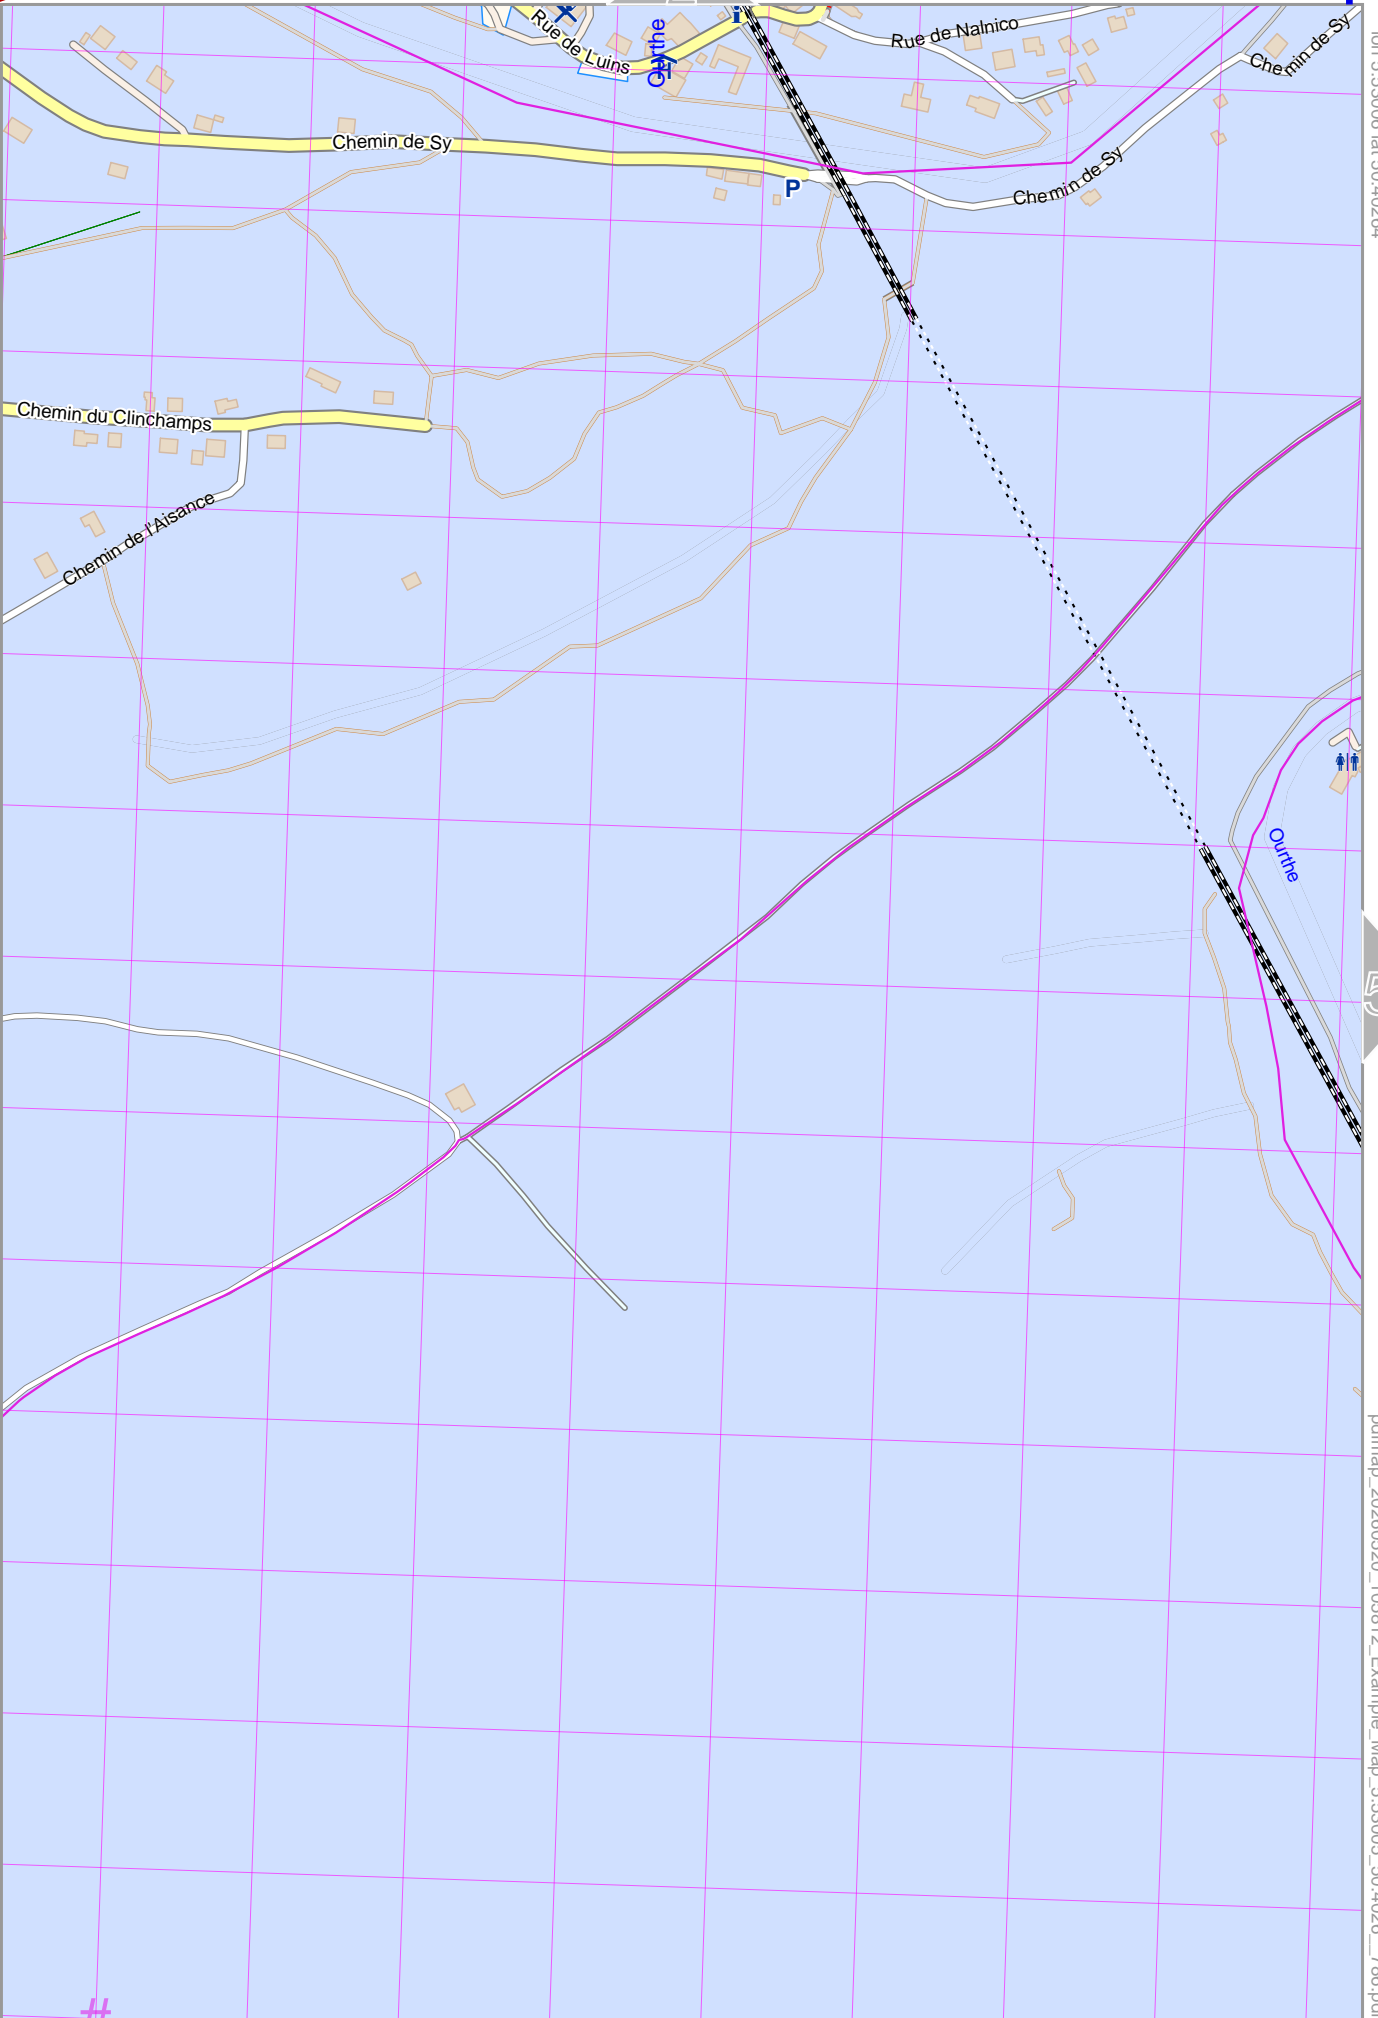 Rue de Luins
Ourthe
i
Rue de Nalnico
Chemin de Sy
Chemin de Sy
P
Chemin de Sy
Chemin du Clinchamps
Chemin de l'Aisance
Ourthe
5
#